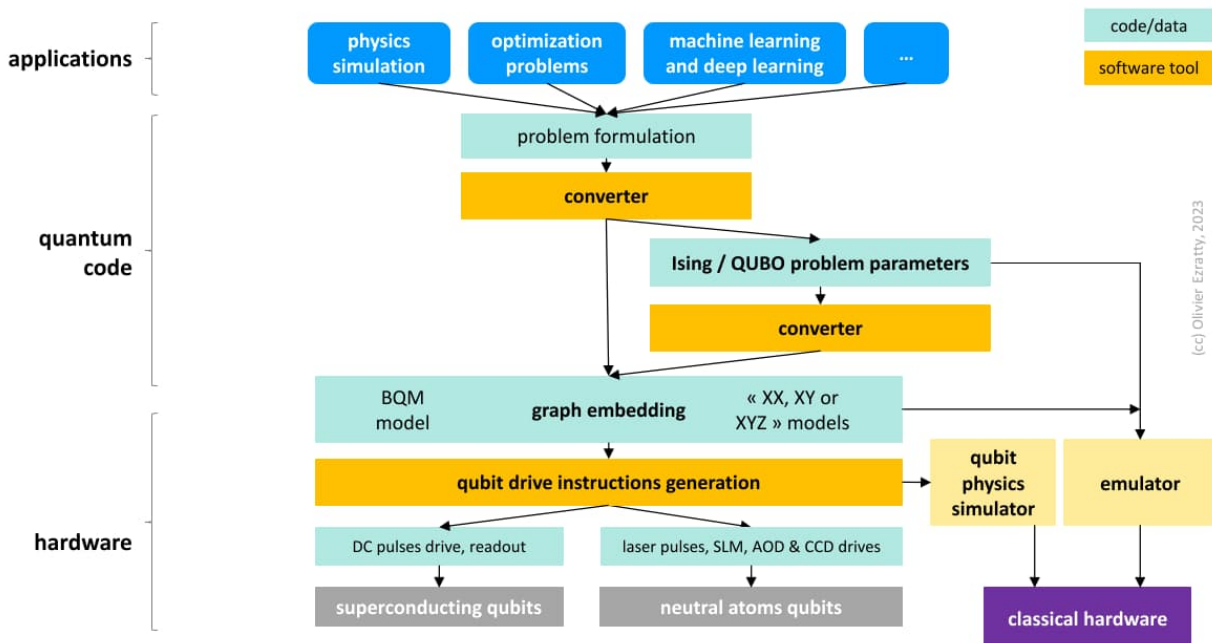 applications
physics
simulation
optimization
problems
machine learning
and deep learning
...
code/data
software tool
problem formulation
converter
quantum
code
Ising / QUBO problem parameters
converter
(cc) Olivier Ezratty, 2023
BQM
model
graph embedding
« XX, XY or
XYZ » models
qubit drive instructions generation
qubit
physics
simulator
emulator
hardware
DC pulses drive, readout
laser pulses, SLM, AOD & CCD drives
superconducting qubits
neutral atoms qubits
classical hardware